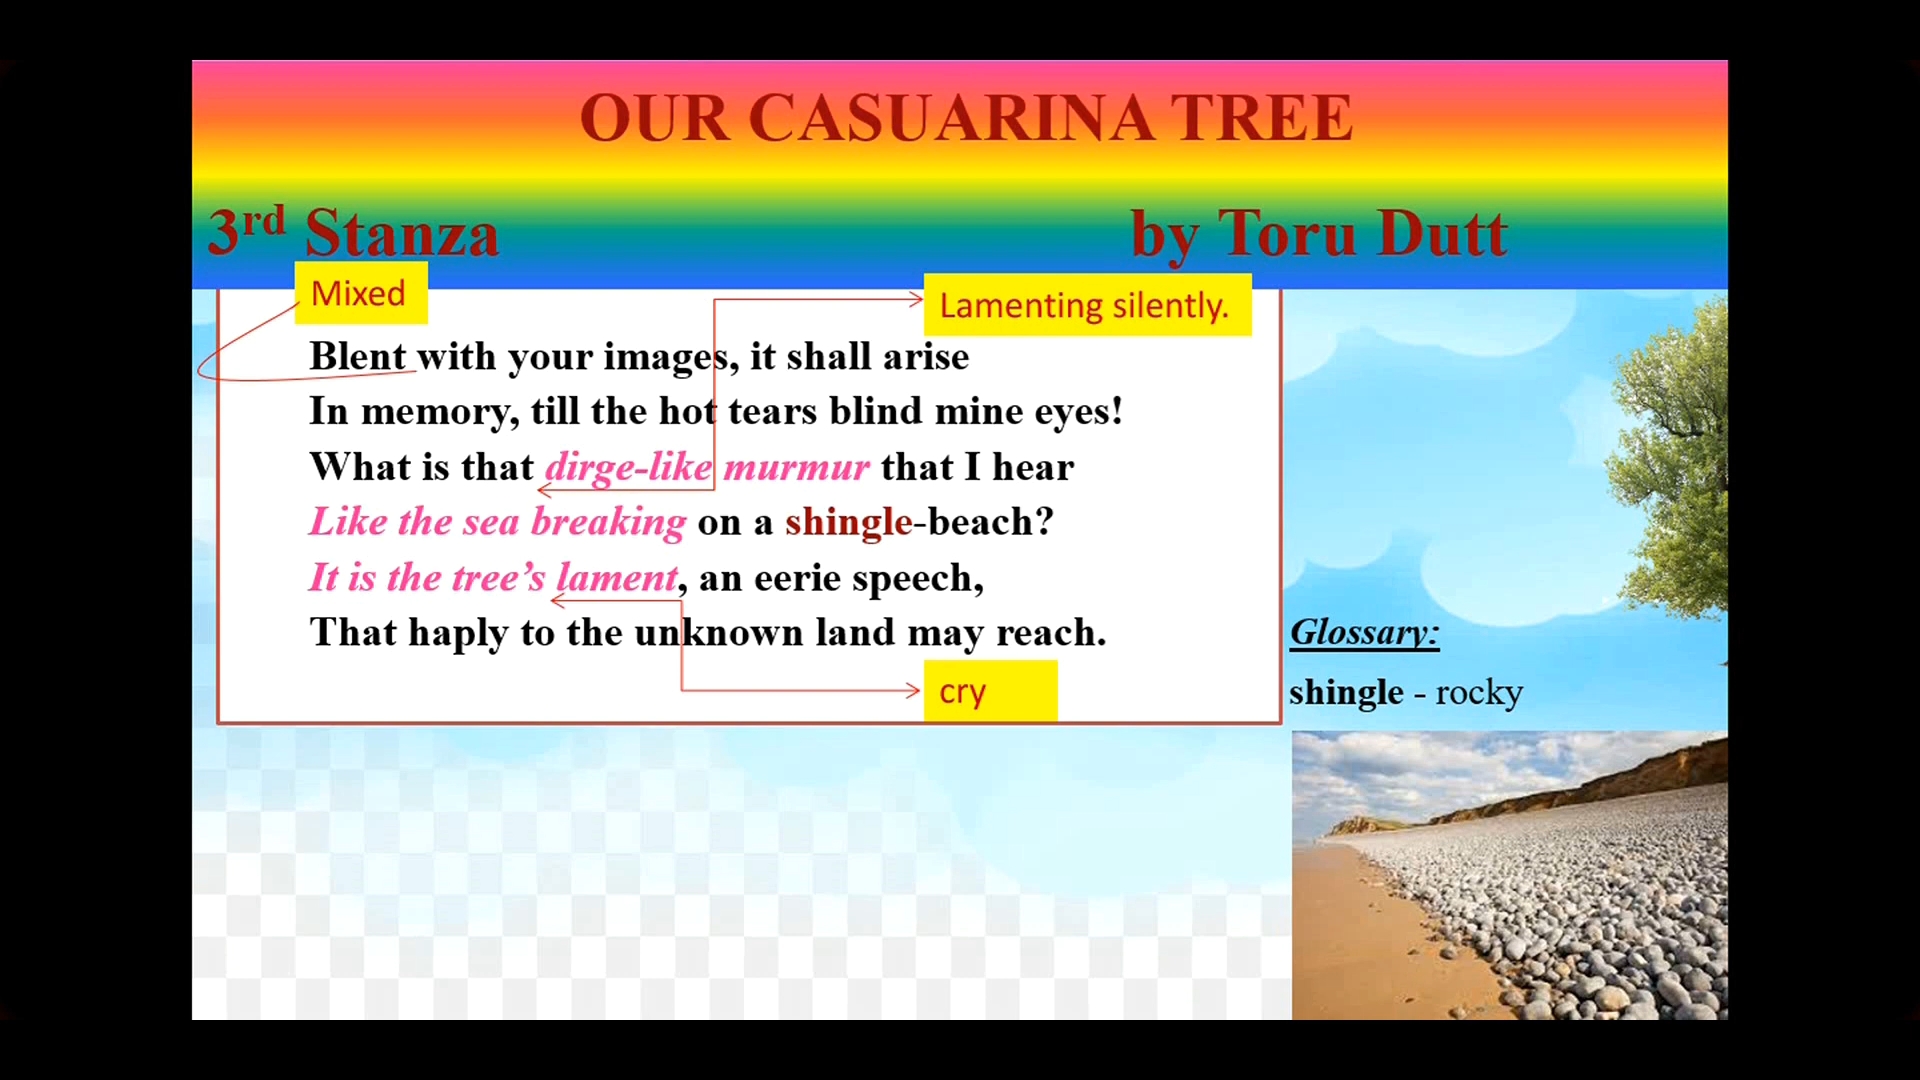 OUR CASUARINA TREE
3rd Stanza
by Toru Dutt
Mixed
Lamenting silently.
Blent with your images, it shall arise
In memory, till the hot tears blind mine eyes!
What is that dirge-like murmur that I hear
Like the sea breaking on a shingle-beach?
It is the tree’s lament, an eerie speech,
That haply to the unknown land may reach.
cry
Glossary:
shingle - rocky